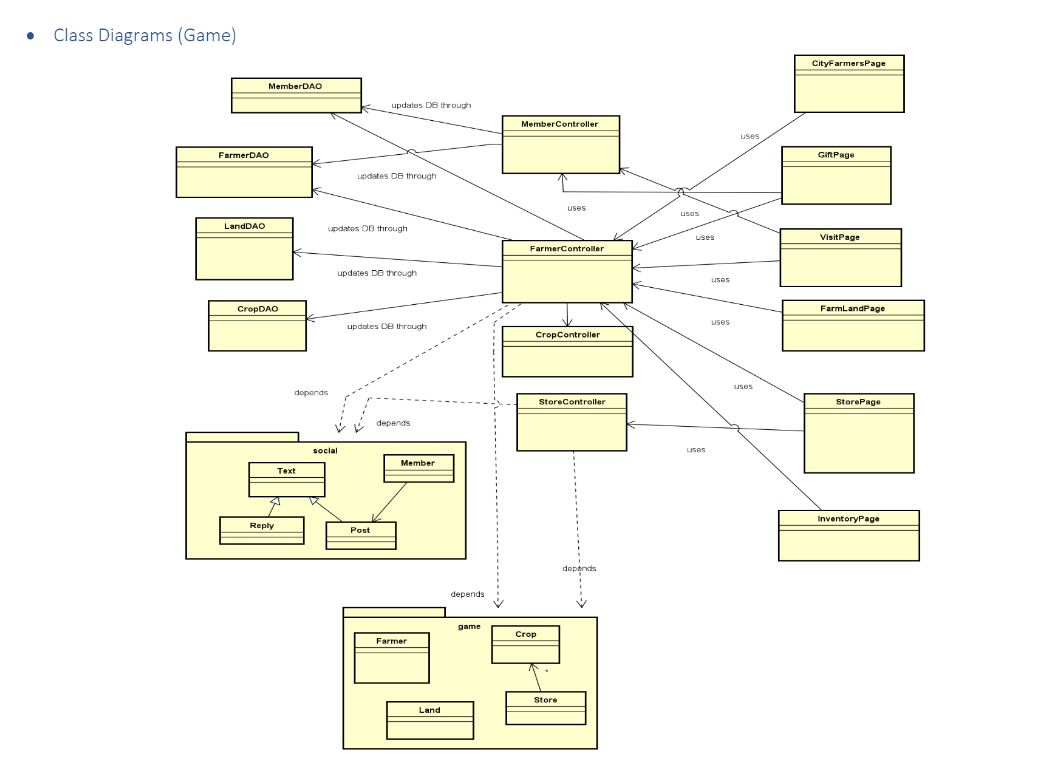 • Class Diagrams (Game)
CityFarmersPage
MemberDAO
updates DB through
MemberController
uses
FarmerDAO
GiftPage
updates DB through
uses
uses
LandDAO
updates DB through
uses
VisitPage
FarmerController
updates DB through
uses
CropDAO
FarmLandPage
updates DB through
uses
CropController
uses
depends
StoreController
StorePage
depends
uses
social
Text
Member
Reply
Post
InventoryPage
depends
depends
game
Farmer
Crop
*
Store
Land